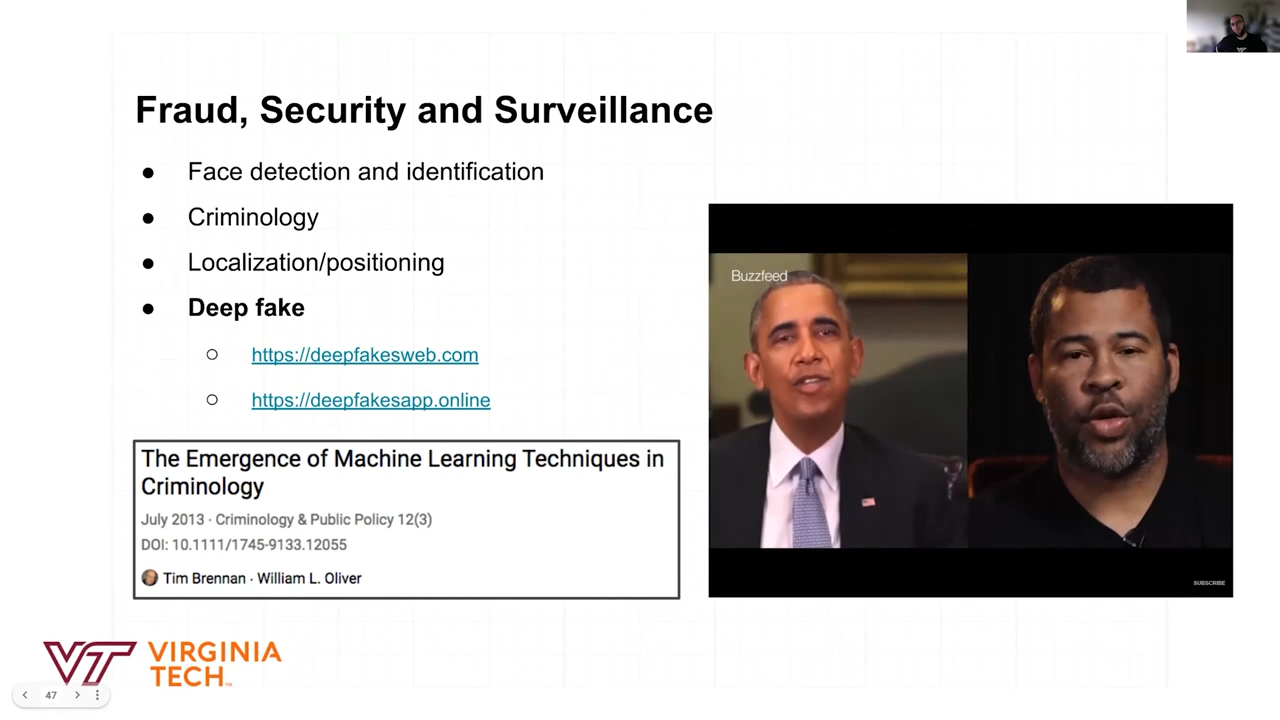 Fraud, Security and Surveillance
● Face detection and identification
● Criminology
● Localization/positioning
● Deep fake
○ https://deepfakesweb.com
○ https://deepfakesapp.online
The Emergence of Machine Learning Techniques in
Criminology
July 2013 · Criminology & Public Policy 12(3)
DOI: 10.1111/1745-9133.12055
Tim Brennan · William L. Oliver
Buzzfeed
SUBSCRIBE
VT VIRGINIA
TECH™
47